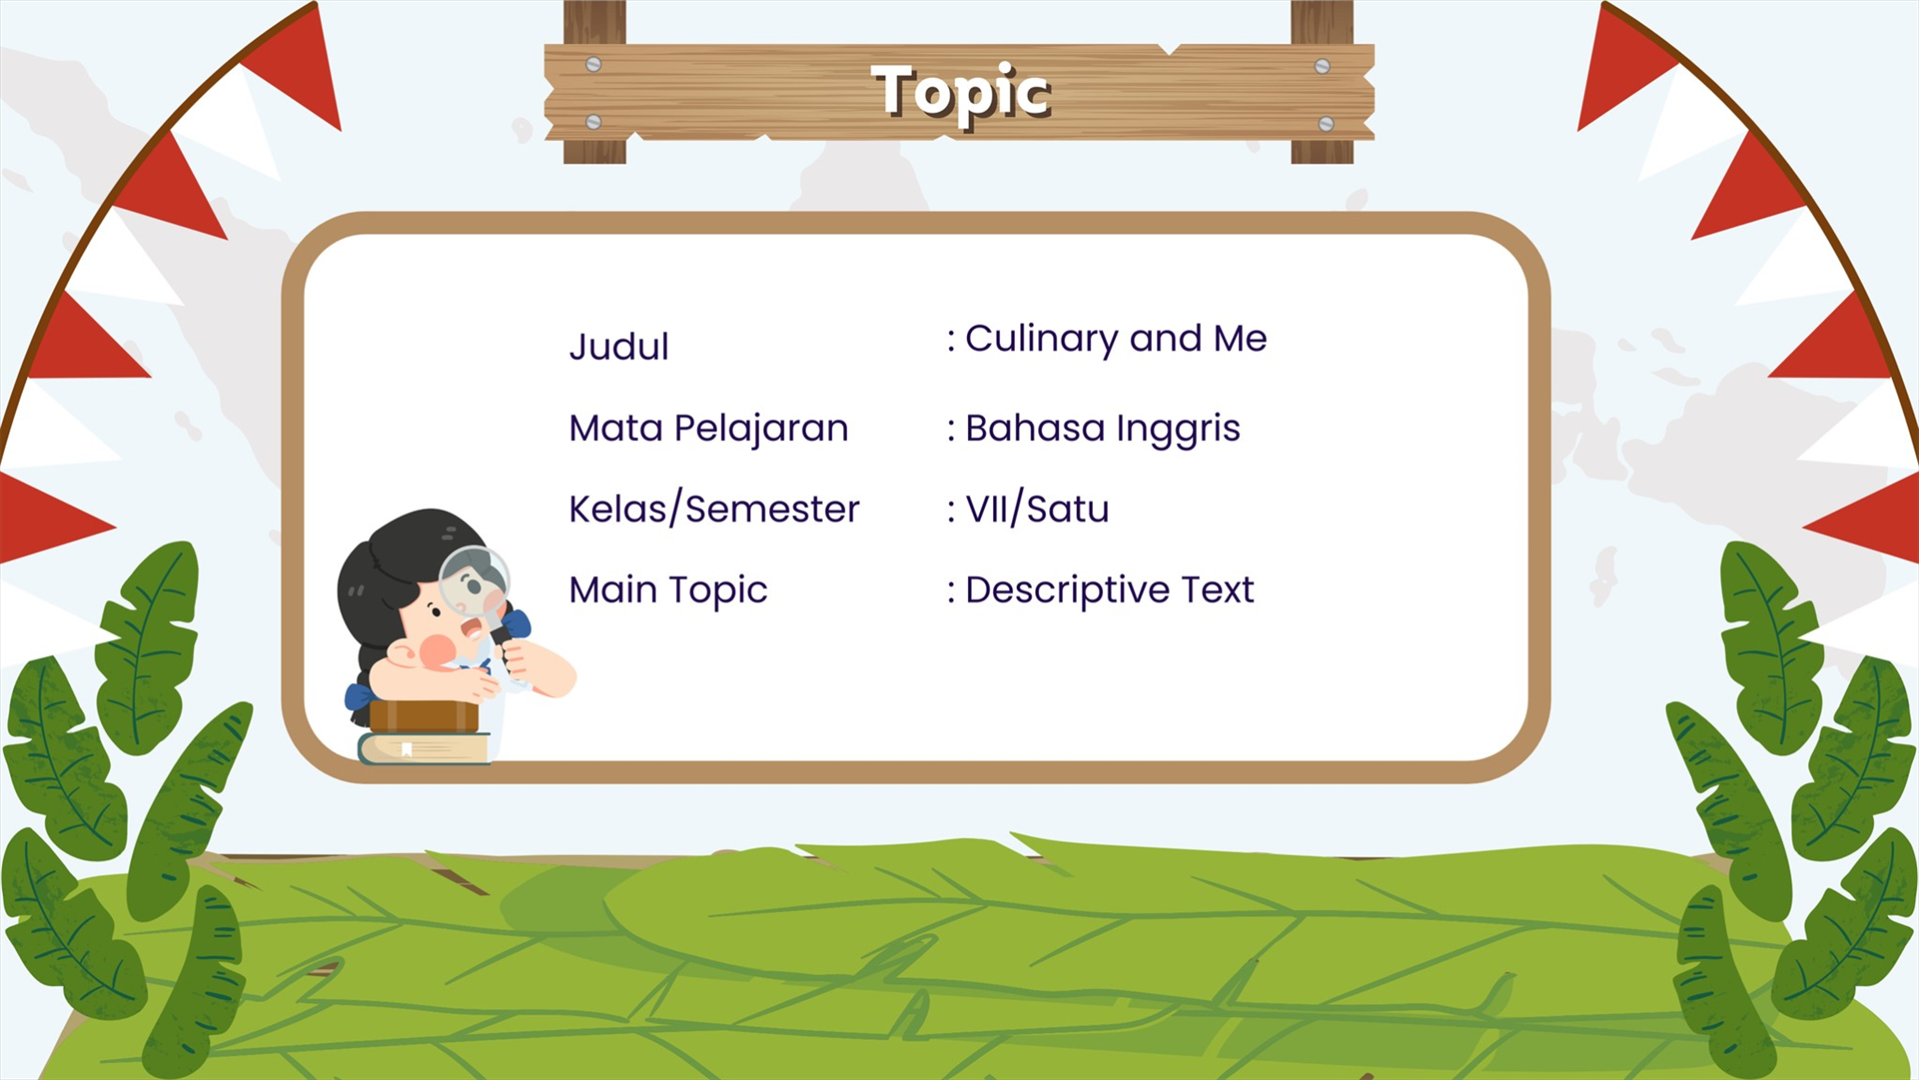 Topic
Judul : Culinary and Me
Mata Pelajaran : Bahasa Inggris
Kelas/Semester : VII/Satu
Main Topic : Descriptive Text